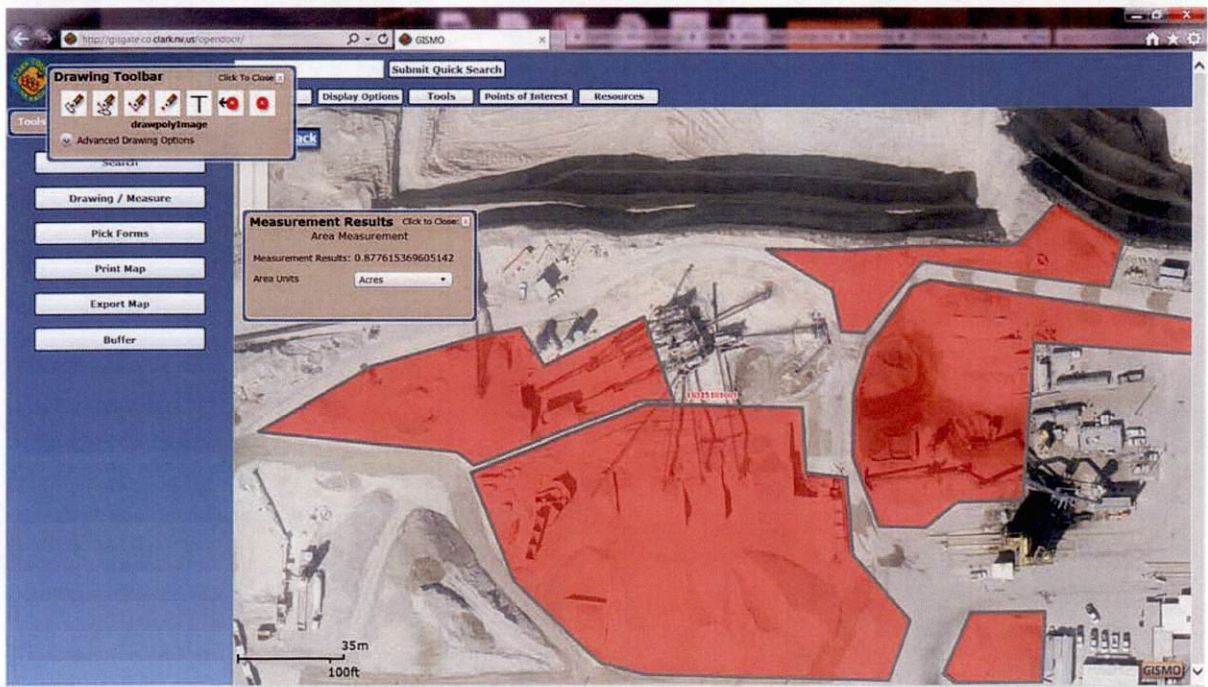 http://gisgate.co.clark.nv.us/opendoor/
GISMO
Drawing Toolbar
Click To Close
x
Submit Quick Search
Display Options
Tools
Points of Interest
Resources
drawpolyImage
Advanced Drawing Options
Tools
ack
Search
Drawing / Measure
Pick Forms
Print Map
Export Map
Buffer
Measurement Results
Click to Close:
x
Area Measurement
Measurement Results: 0.877615369605142
Area Units
Acres
35m
100ft
GISMO